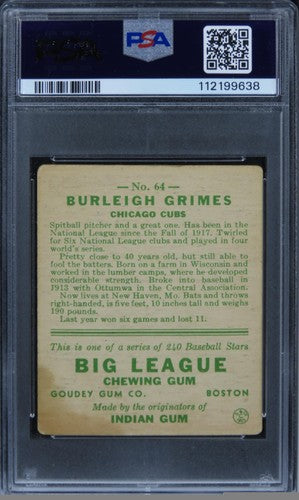 PSA
112199638
— No. 64 —
BURLEIGH GRIMES
CHICAGO CUBS
Spitball pitcher and a great one. Has been in the
National League since the Fall of 1917. Twirled
for Six National League clubs and played in four
world's series.
Pretty close to 40 years old, but still able to
fool the batters. Born on a farm in Wisconsin and
worked in the lumber camps, where he developed
considerable strength. Broke into baseball in
1913 with Ottumwa in the Central Association.
Now lives at New Haven, Mo. Bats and throws
right-handed, is five feet, 10 inches tall and weighs
190 pounds.
Last year won six games and lost 11.
This is one of a series of 240 Baseball Stars
BIG LEAGUE
CHEWING GUM
GOUDEY GUM CO. BOSTON
Made by the originators of
INDIAN GUM